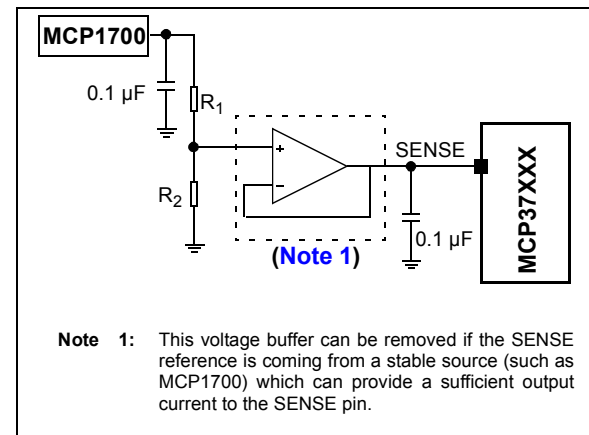 MCP1700
0.1 µF
R1
R2
+
−
SENSE
0.1 µF
MCP37XXX
(Note 1)
Note 1: This voltage buffer can be removed if the SENSE
reference is coming from a stable source (such as
MCP1700) which can provide a sufficient output
current to the SENSE pin.